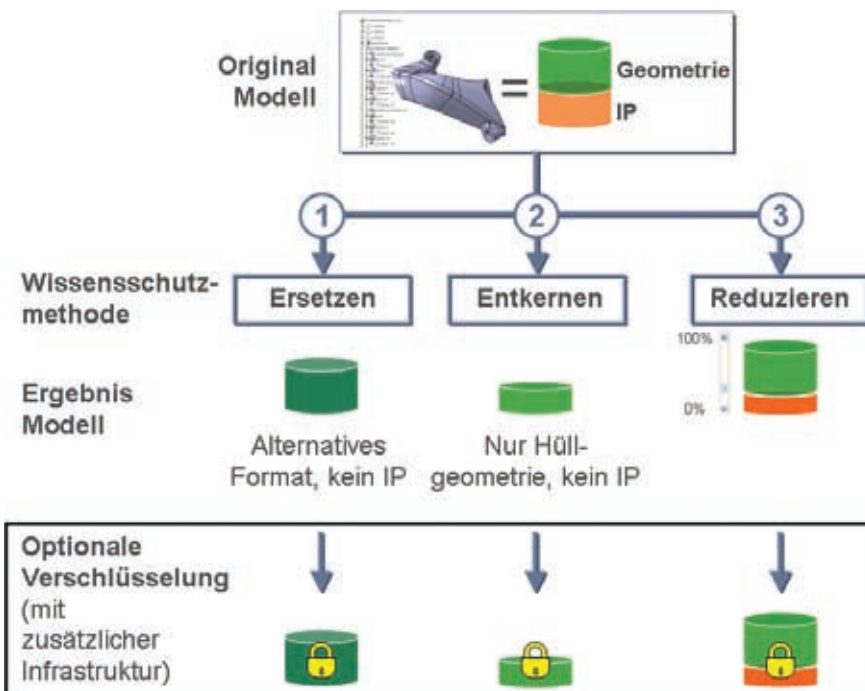 Original
Modell
=
Geometrie
IP
1
2
3
Wissensschutz-
methode
Ersetzen
Entkernen
Reduzieren
100%
0%
Ergebnis
Modell
Alternatives
Format, kein IP
Nur Hüll-
geometrie, kein IP
Optionale
Verschlüsselung
(mit
zusätzlicher
Infrastruktur)